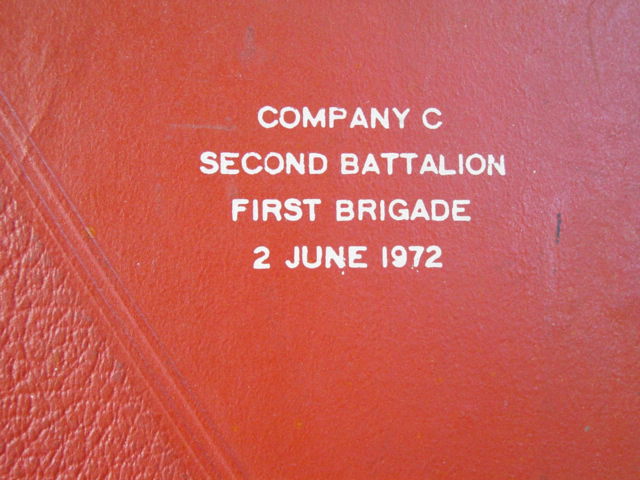 COMPANY C
SECOND BATTALION
FIRST BRIGADE
2 JUNE 1972